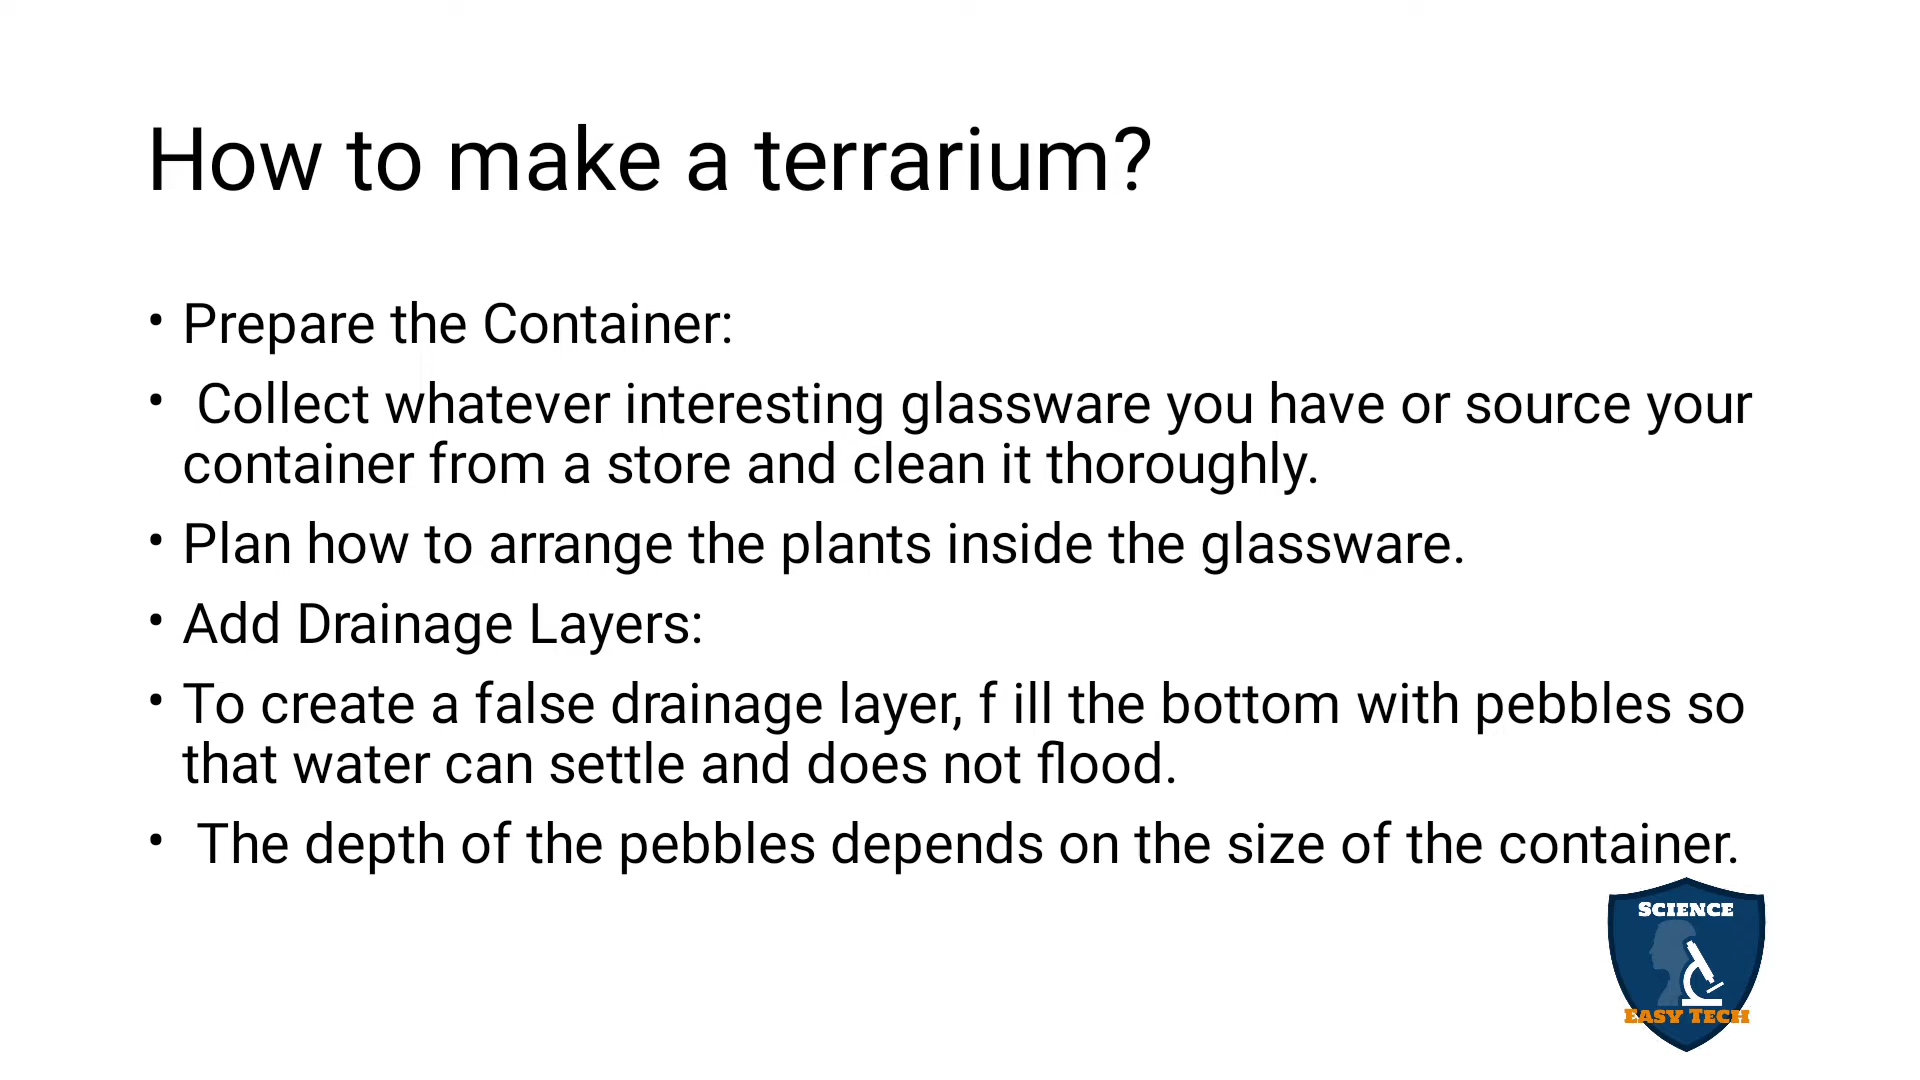 How to make a terrarium?
• Prepare the Container:
• Collect whatever interesting glassware you have or source your
container from a store and clean it thoroughly.
• Plan how to arrange the plants inside the glassware.
• Add Drainage Layers:
• To create a false drainage layer, f ill the bottom with pebbles so
that water can settle and does not flood.
• The depth of the pebbles depends on the size of the container.
SCIENCE
EASY TECH